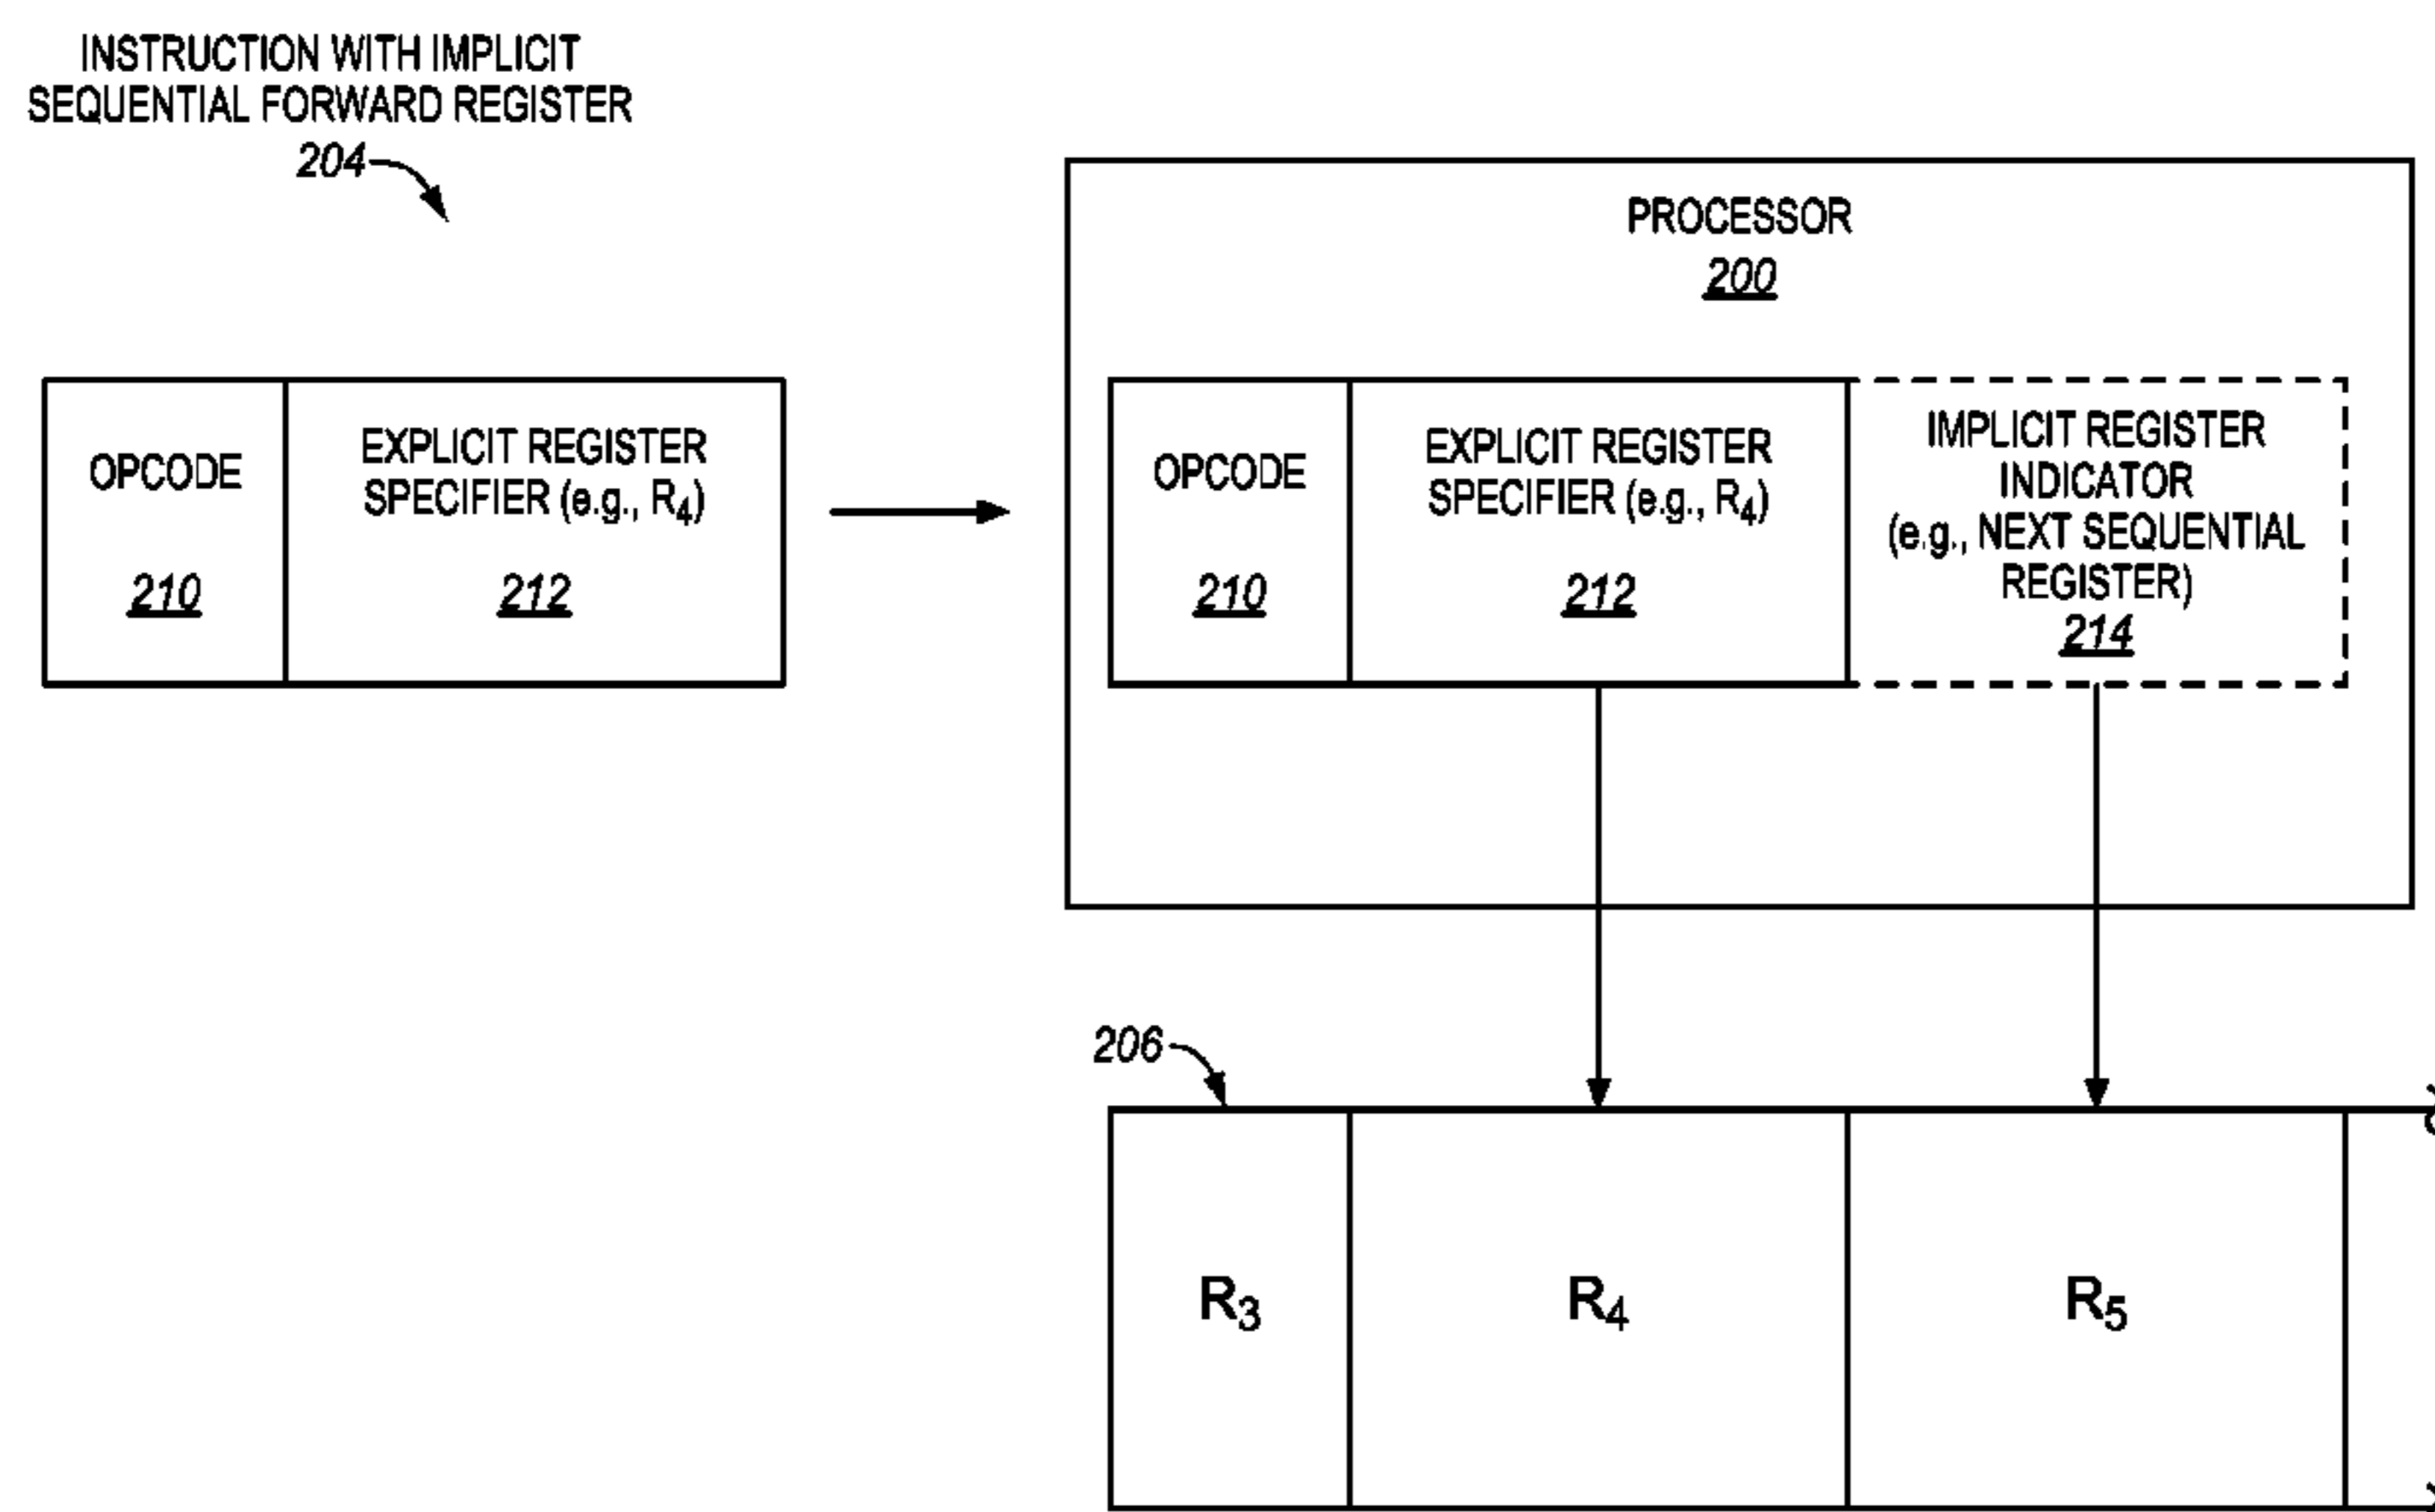 INSTRUCTION WITH IMPLICIT
SEQUENTIAL FORWARD REGISTER
204
OPCODE
210
EXPLICIT REGISTER
SPECIFIER (e.g., R₄)
212
PROCESSOR
200
OPCODE
210
EXPLICIT REGISTER
SPECIFIER (e.g., R₄)
212
IMPLICIT REGISTER
INDICATOR
(e.g., NEXT SEQUENTIAL
REGISTER)
214
206
R₃
R₄
R₅